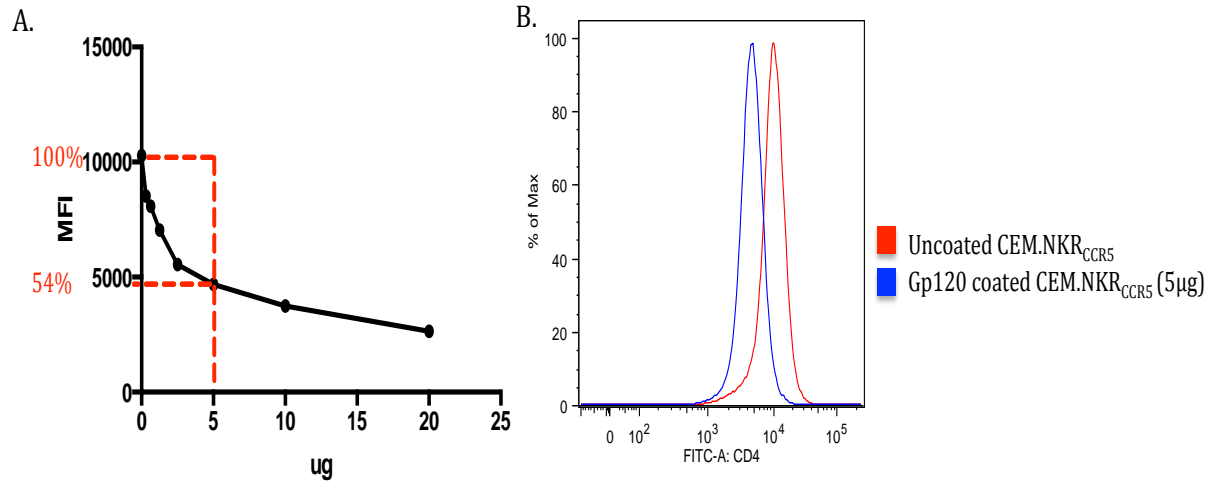 A.
15000
100%
10000
MFI
5000
54%
0
0 5 10 15 20 25
ug
B.
100
80
60
40
20
0
% of Max
0 10² 10³ 10⁴ 10⁵
FITC-A: CD4
Uncoated CEM.NKR_CCR5
Gp120 coated CEM.NKR_CCR5 (5µg)